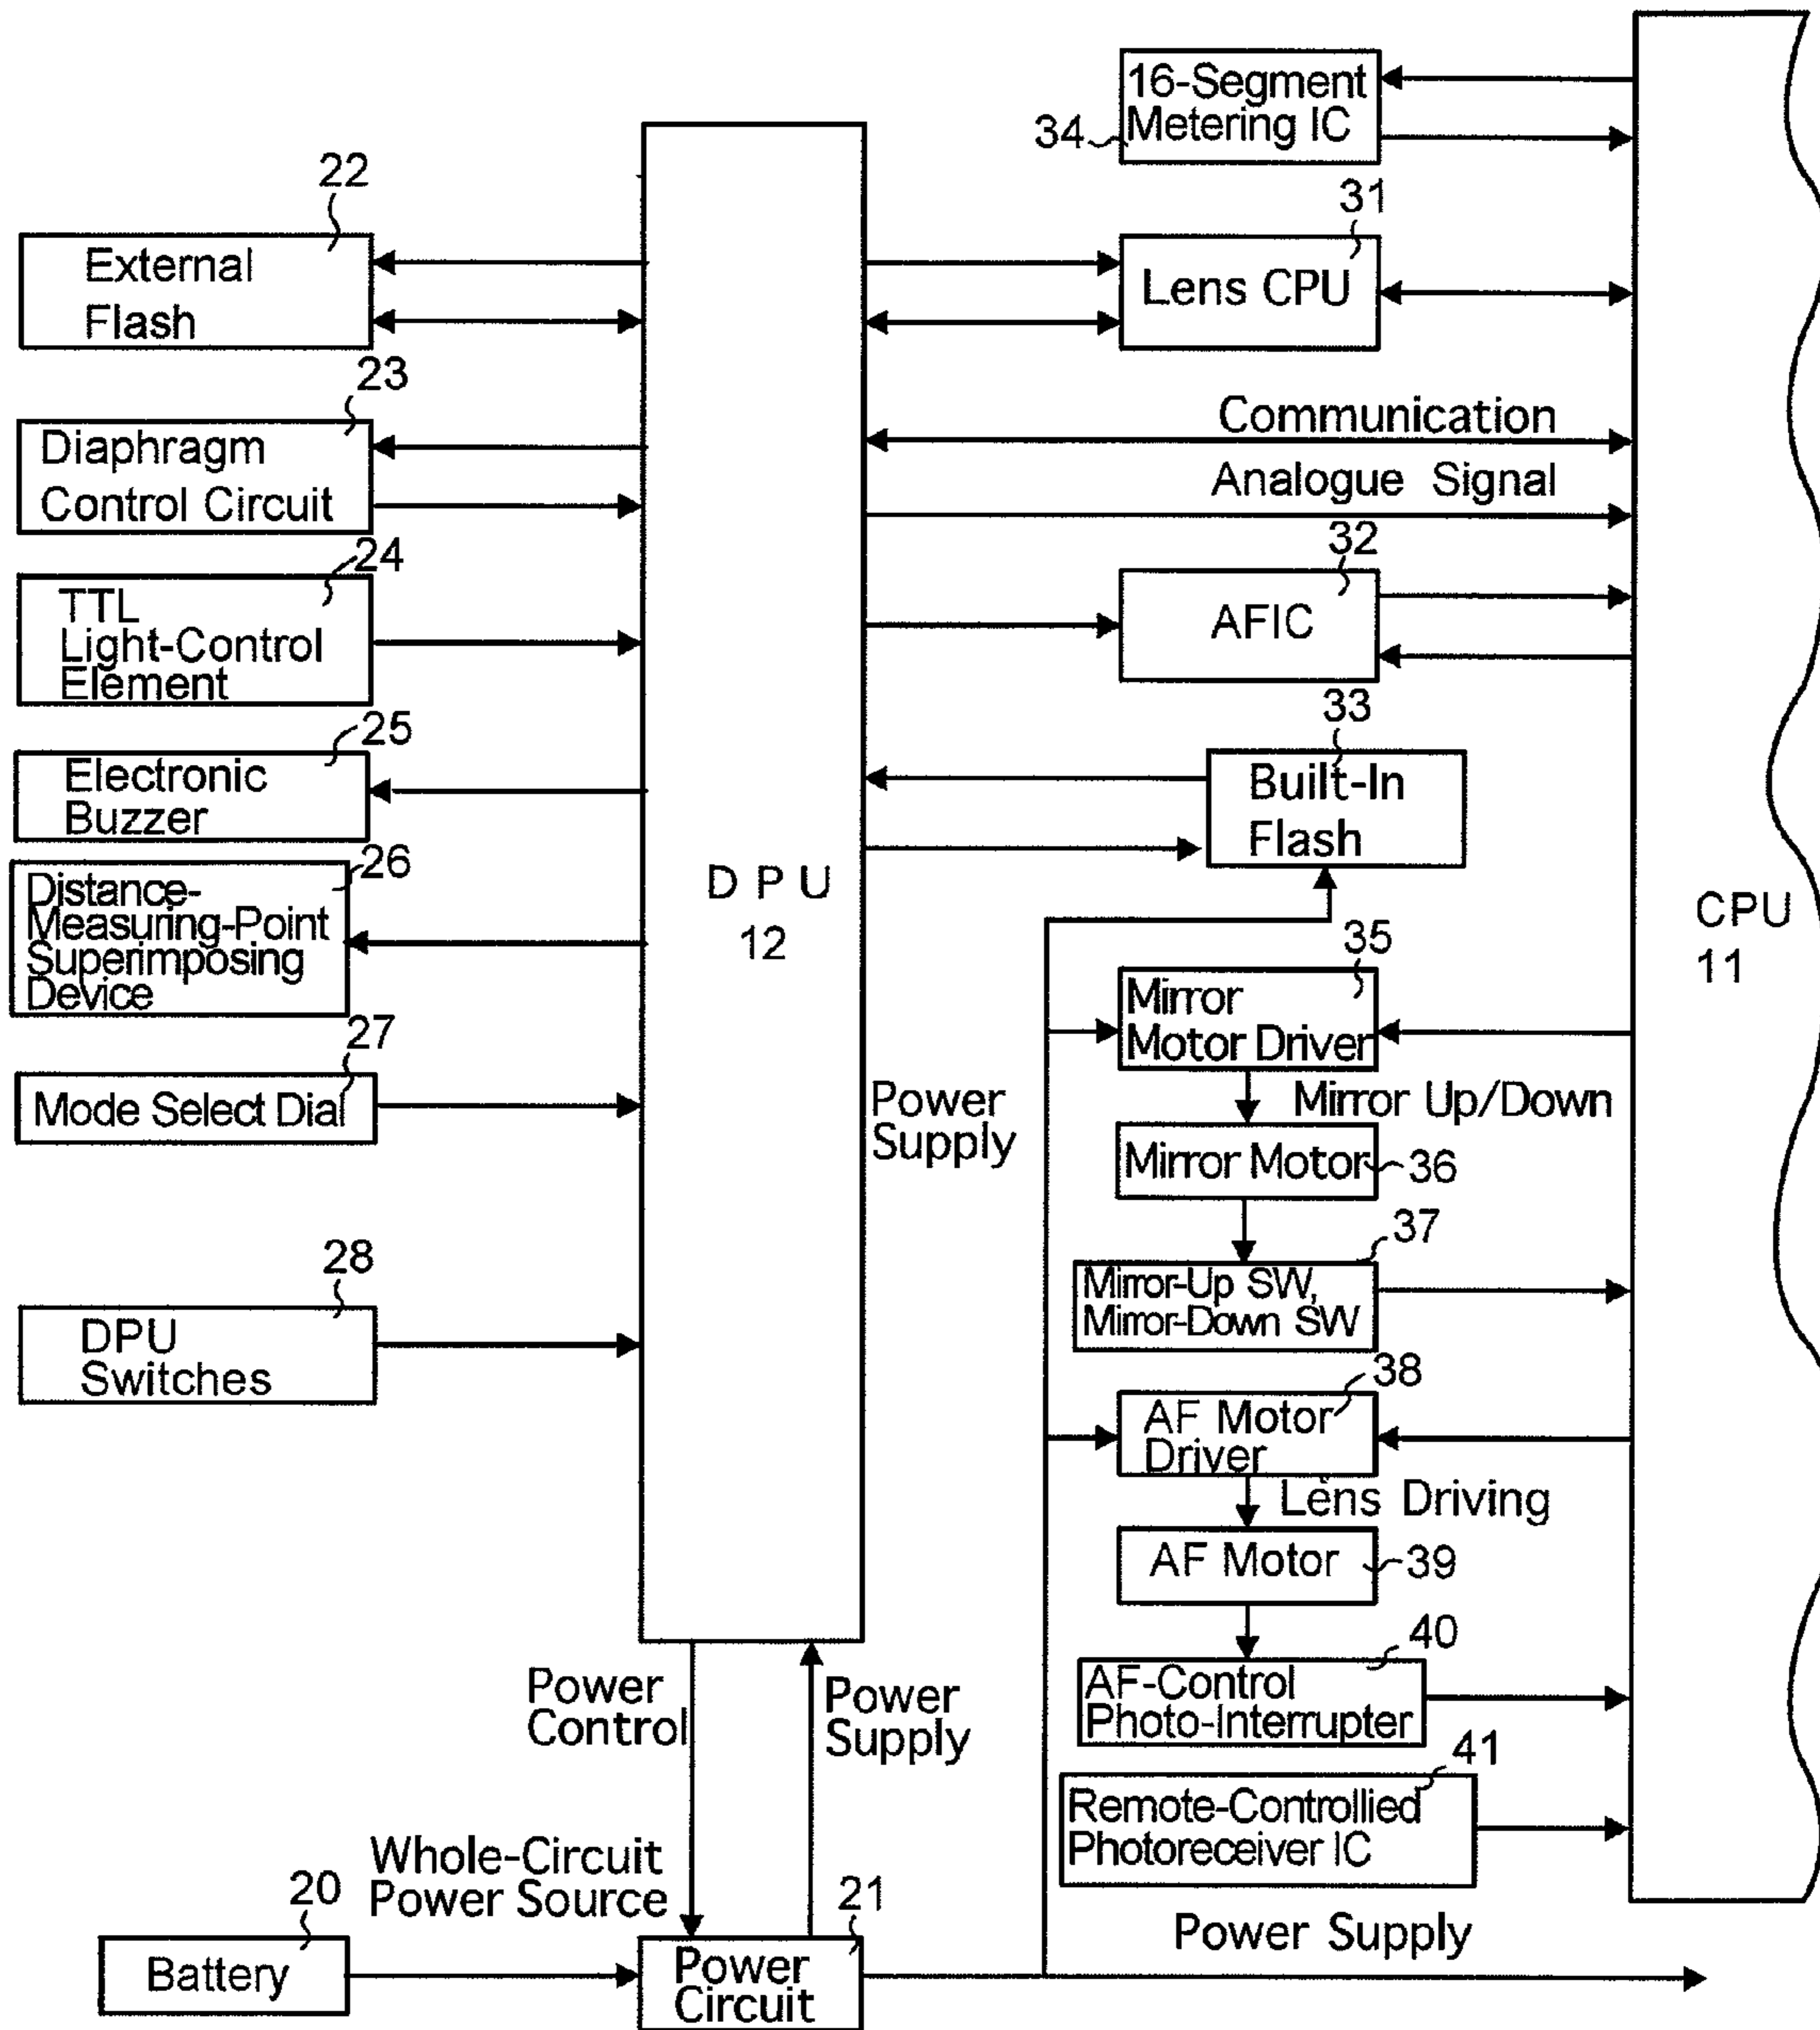 22
External
Flash
23
Diaphragm
Control Circuit
24
TTL
Light-Control
Element
25
Electronic
Buzzer
26
Distance-
Measuring-Point
Superimposing
Device
27
Mode Select Dial
28
DPU
Switches
DPU
12
Power
Control
Power
Supply
Whole-Circuit
Power Source
20
Battery
21
Power
Circuit
34
16-Segment
Metering IC
31
Lens CPU
Communication
Analogue Signal
32
AFIC
33
Built-In
Flash
Power
Supply
35
Mirror
Motor Driver
Mirror Up/Down
Mirror Motor
36
37
Mirror-Up SW,
Mirror-Down SW
38
AF Motor
Driver
Lens Driving
AF Motor
39
40
AF-Control
Photo-Interrupter
41
Remote-Controllied
Photoreceiver IC
Power Supply
CPU
11